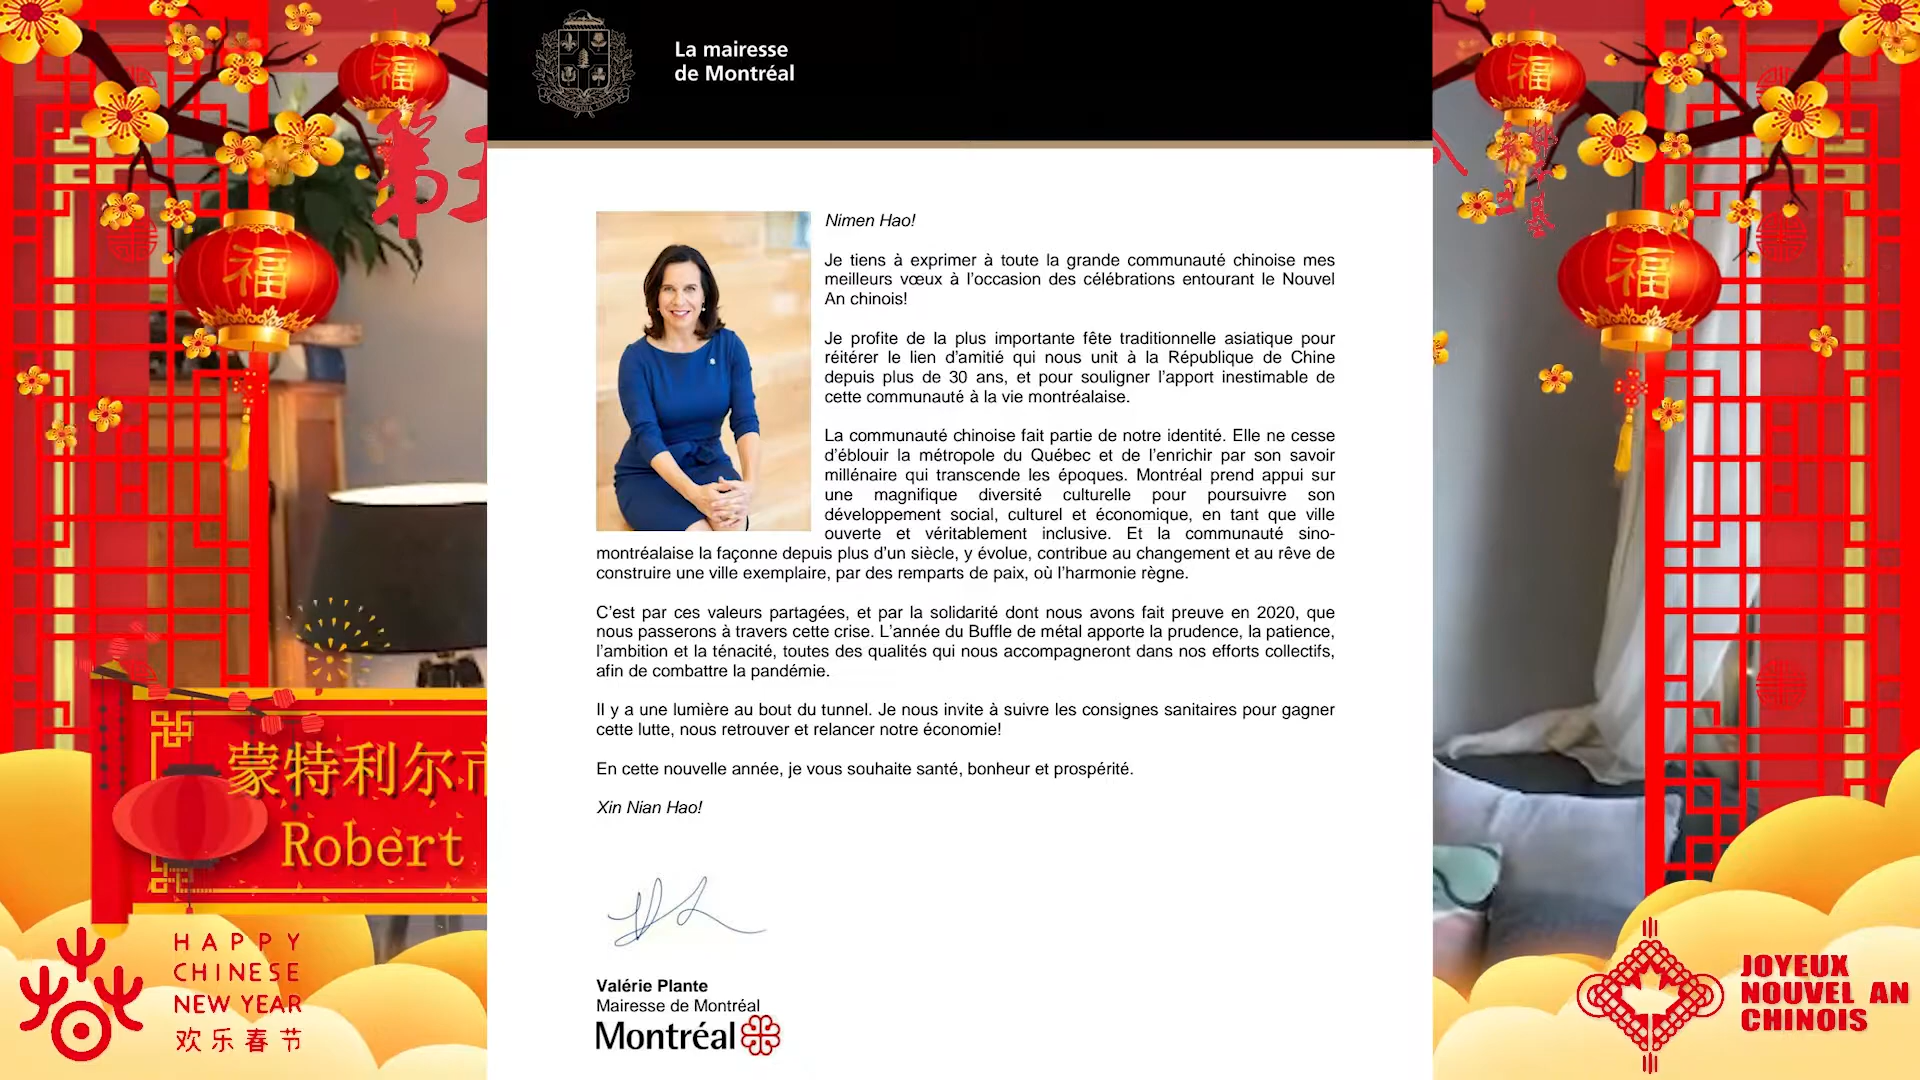 La mairesse
de Montréal
福
福
福
福
第五
Nimen Hao!
Je tiens à exprimer à toute la grande communauté chinoise mes
meilleurs vœux à l’occasion des célébrations entourant le Nouvel
An chinois!
Je profite de la plus importante fête traditionnelle asiatique pour
réitérer le lien d’amitié qui nous unit à la République de Chine
depuis plus de 30 ans, et pour souligner l’apport inestimable de
cette communauté à la vie montréalaise.
La communauté chinoise fait partie de notre identité. Elle ne cesse
d’éblouir la métropole du Québec et de l’enrichir par son savoir
millénaire qui transcende les époques. Montréal prend appui sur
une magnifique diversité culturelle pour poursuivre son
développement social, culturel et économique, en tant que ville
ouverte et véritablement inclusive. Et la communauté sino-
montréalaise la façonne depuis plus d’un siècle, y évolue, contribue au changement et au rêve de
construire une ville exemplaire, par des remparts de paix, où l’harmonie règne.
C’est par ces valeurs partagées, et par la solidarité dont nous avons fait preuve en 2020, que
nous passerons à travers cette crise. L’année du Buffle de métal apporte la prudence, la patience,
l’ambition et la ténacité, toutes des qualités qui nous accompagneront dans nos efforts collectifs,
afin de combattre la pandémie.
Il y a une lumière au bout du tunnel. Je nous invite à suivre les consignes sanitaires pour gagner
cette lutte, nous retrouver et relancer notre économie!
En cette nouvelle année, je vous souhaite santé, bonheur et prospérité.
Xin Nian Hao!
Valérie Plante
Mairesse de Montréal
Montréal
蒙特利尔市
Robert
HAPPY
CHINESE
NEW YEAR
欢乐春节
JOYEUX
NOUVEL AN
CHINOIS